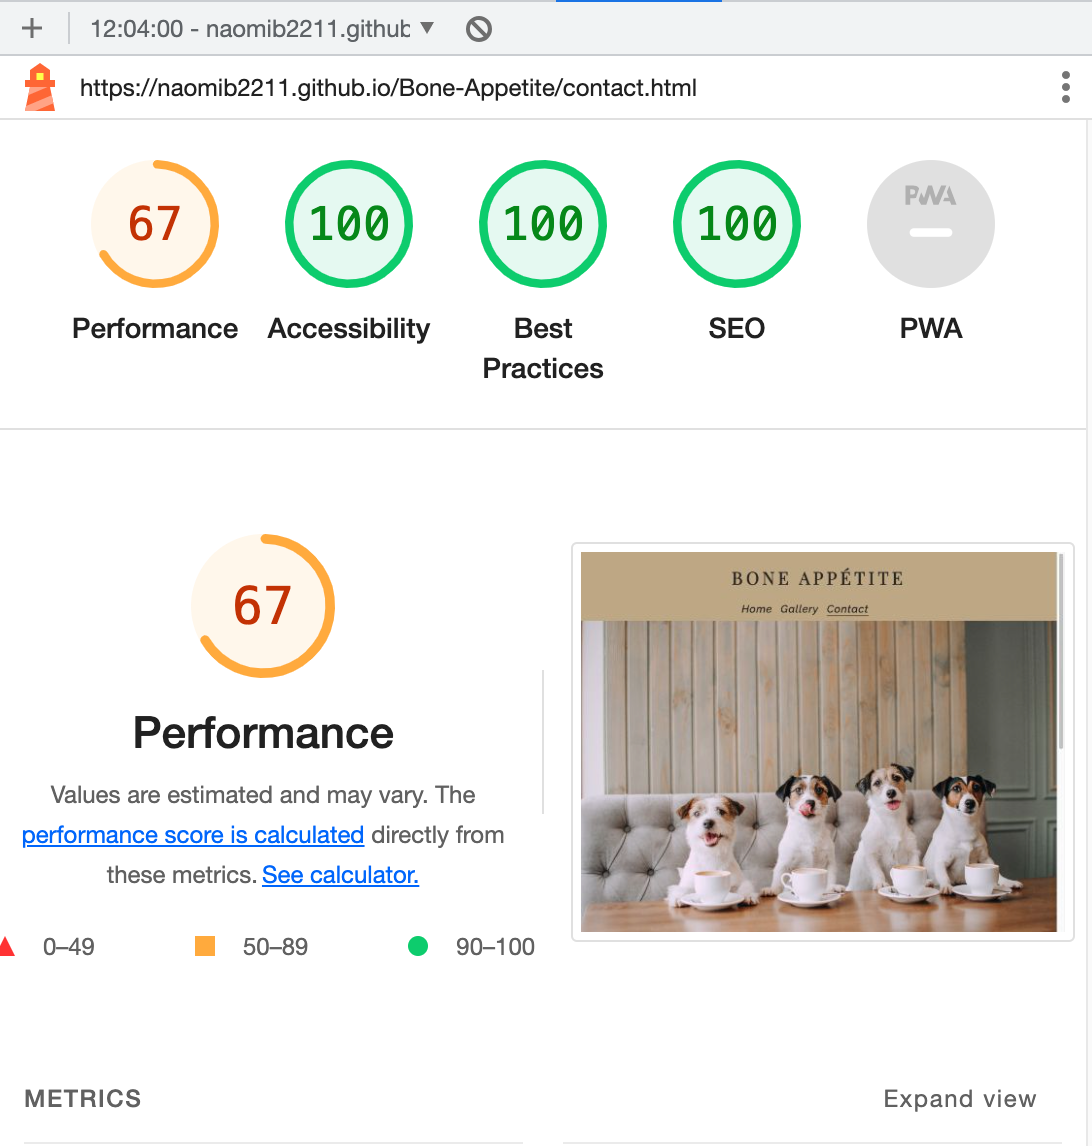 12:04:00 - naomib2211.github
https://naomib2211.github.io/Bone-Appetite/contact.html
67
100
100
100
PWA
Performance
Accessibility
Best
Practices
SEO
PWA
67
Performance
Values are estimated and may vary. The
performance score is calculated directly from
these metrics. See calculator.
0–49
50–89
90–100
BONE APPÉTITE
Home Gallery Contact
METRICS
Expand view